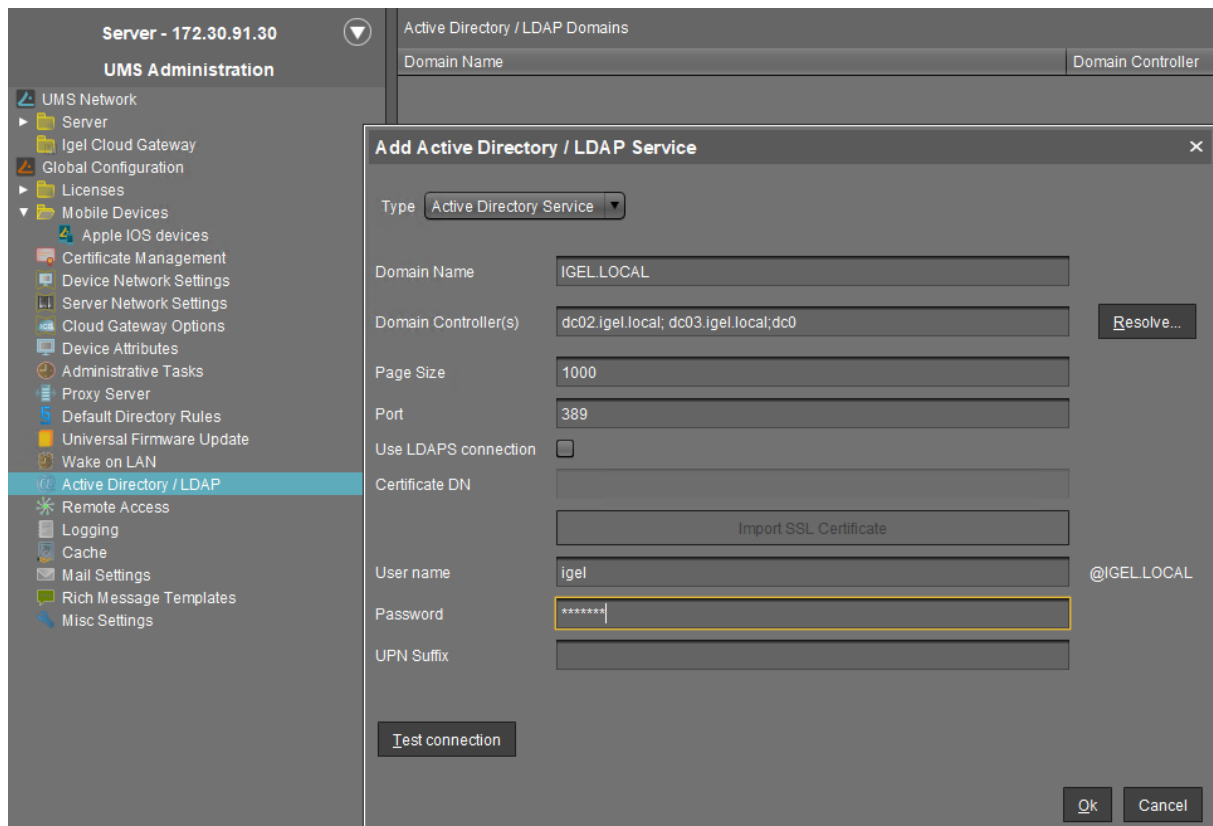 Server - 172.30.91.30
UMS Administration
UMS Network
Server
Igel Cloud Gateway
Global Configuration
Licenses
Mobile Devices
Apple IOS devices
Certificate Management
Device Network Settings
Server Network Settings
Cloud Gateway Options
Device Attributes
Administrative Tasks
Proxy Server
Default Directory Rules
Universal Firmware Update
Wake on LAN
Active Directory / LDAP
Remote Access
Logging
Cache
Mail Settings
Rich Message Templates
Misc Settings
Active Directory / LDAP Domains
Domain Name Domain Controller
Add Active Directory / LDAP Service
Type Active Directory Service
Domain Name IGEL.LOCAL
Domain Controller(s) dc02.igel.local; dc03.igel.local;dc0 Resolve...
Page Size 1000
Port 389
Use LDAPS connection
Certificate DN
Import SSL Certificate
User name igel @IGEL.LOCAL
Password *******
UPN Suffix
Test connection
Ok Cancel